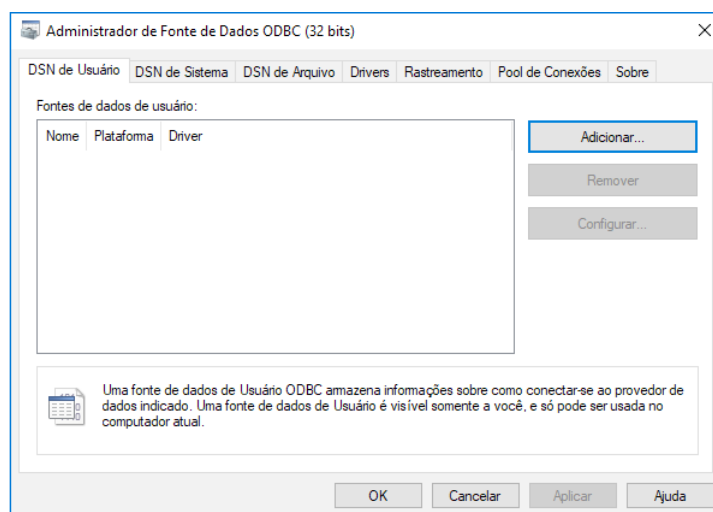 Administrador de Fonte de Dados ODBC (32 bits)
DSN de Usuário DSN de Sistema DSN de Arquivo Drivers Rastreamento Pool de Conexões Sobre
Fontes de dados de usuário:
Nome Plataforma Driver
Adicionar...
Remover
Configurar...
Uma fonte de dados de Usuário ODBC armazena informações sobre como conectar-se ao provedor de
dados indicado. Uma fonte de dados de Usuário é visível somente a você, e só pode ser usada no
computador atual.
OK Cancelar Aplicar Ajuda